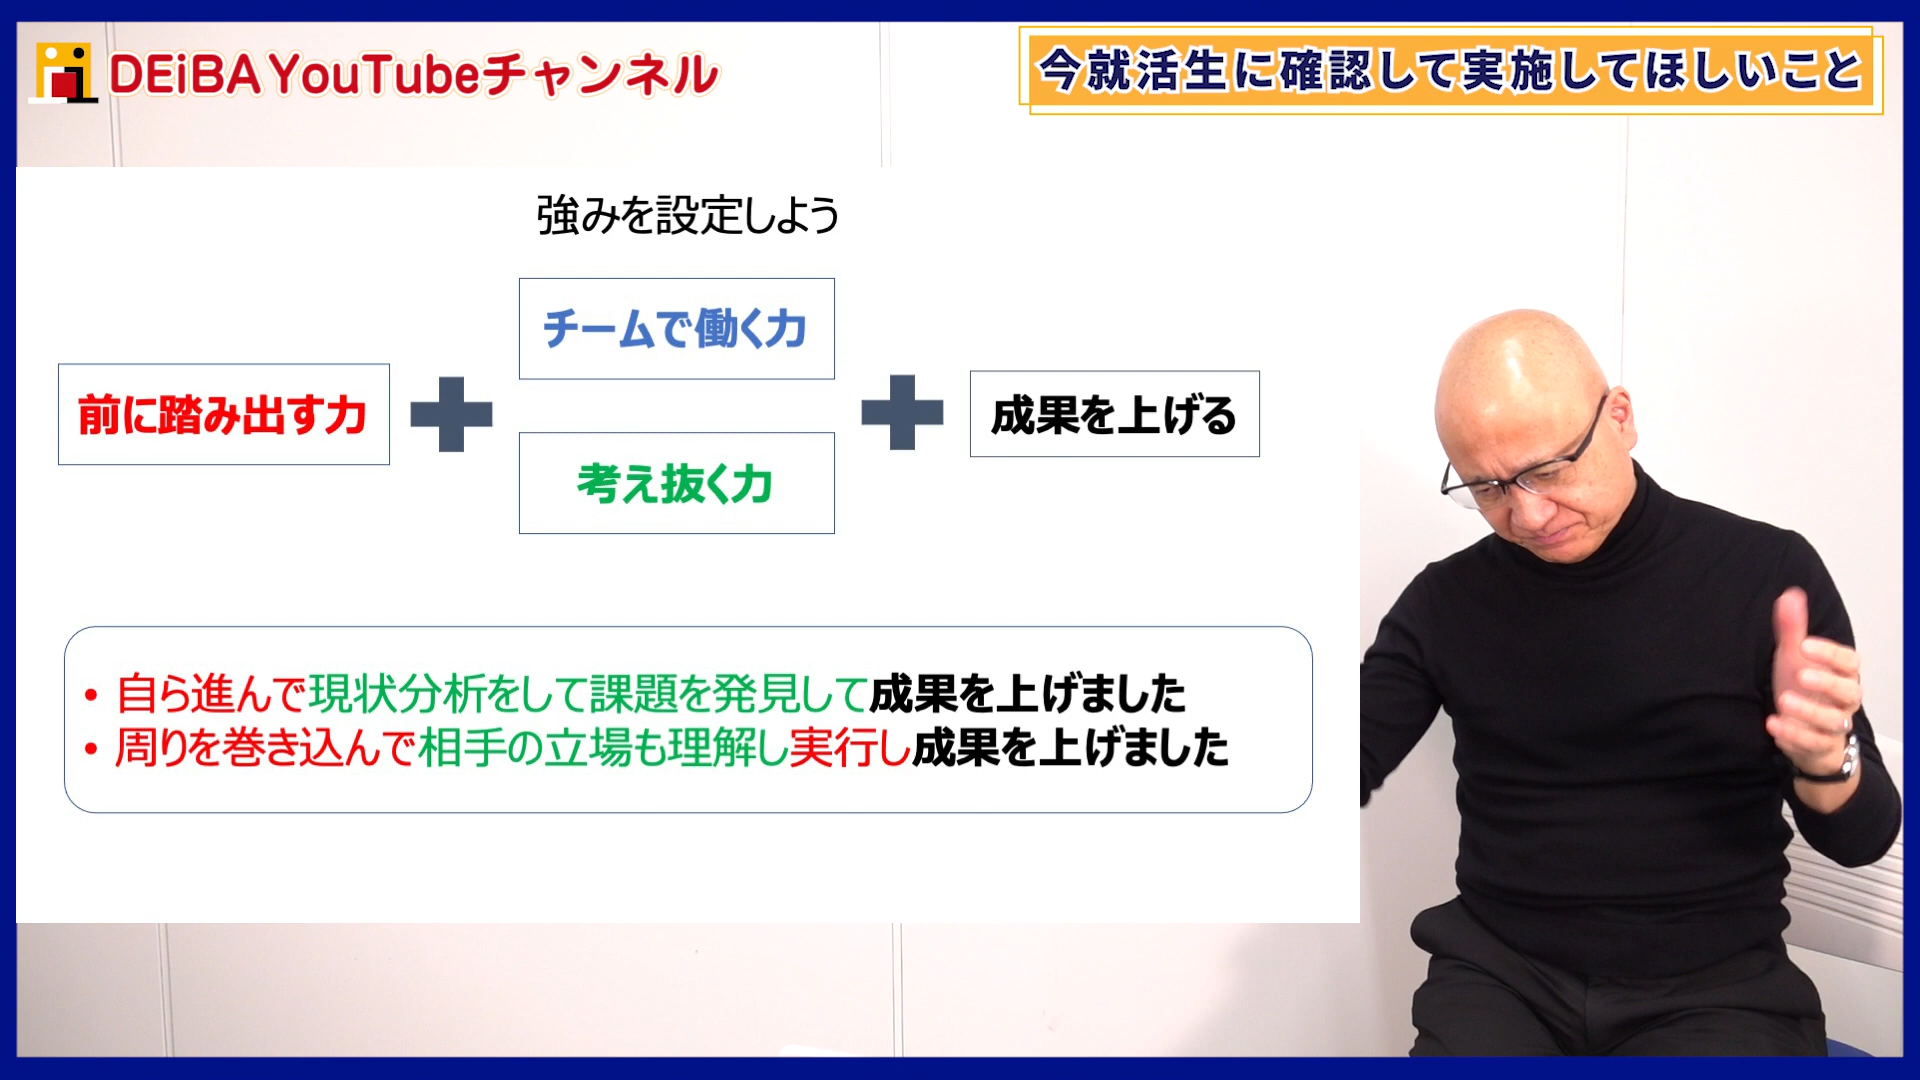 DEiBA YouTubeチャンネル
今就活生に確認して実施してほしいこと
強みを設定しよう
前に踏み出す力
チームで働く力
考え抜く力
成果を上げる
• 自ら進んで現状分析をして課題を発見して成果を上げました
• 周りを巻き込んで相手の立場も理解し実行し成果を上げました